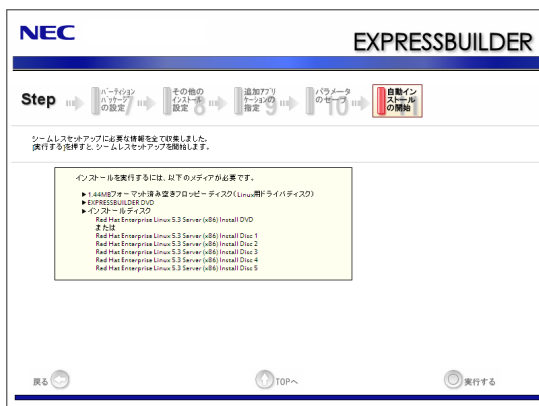 NEC
EXPRESSBUILDER
Step
パーティション
パッケージ
の設定
7
その他の
インストール
設定
8
追加アプリ
ケーションの
指定
9
パラメータ
のセーブ
10
自動イン
ストール
の開始
11
シームレスセットアップに必要な情報を全て収集しました。
[実行する]を押すと、シームレスセットアップを開始します。
インストールを実行するには、以下のメディアが必要です。
▶1.44MBフォーマット済み空きフロッピーディスク(Linux用ドライバディスク)
▶EXPRESSBUILDER DVD
▶インストールディスク
Red Hat Enterprise Linux 5.3 Server (x86) Install DVD
または
Red Hat Enterprise Linux 5.3 Server (x86) Install Disc 1
Red Hat Enterprise Linux 5.3 Server (x86) Install Disc 2
Red Hat Enterprise Linux 5.3 Server (x86) Install Disc 3
Red Hat Enterprise Linux 5.3 Server (x86) Install Disc 4
Red Hat Enterprise Linux 5.3 Server (x86) Install Disc 5
戻る
TOPへ
実行する